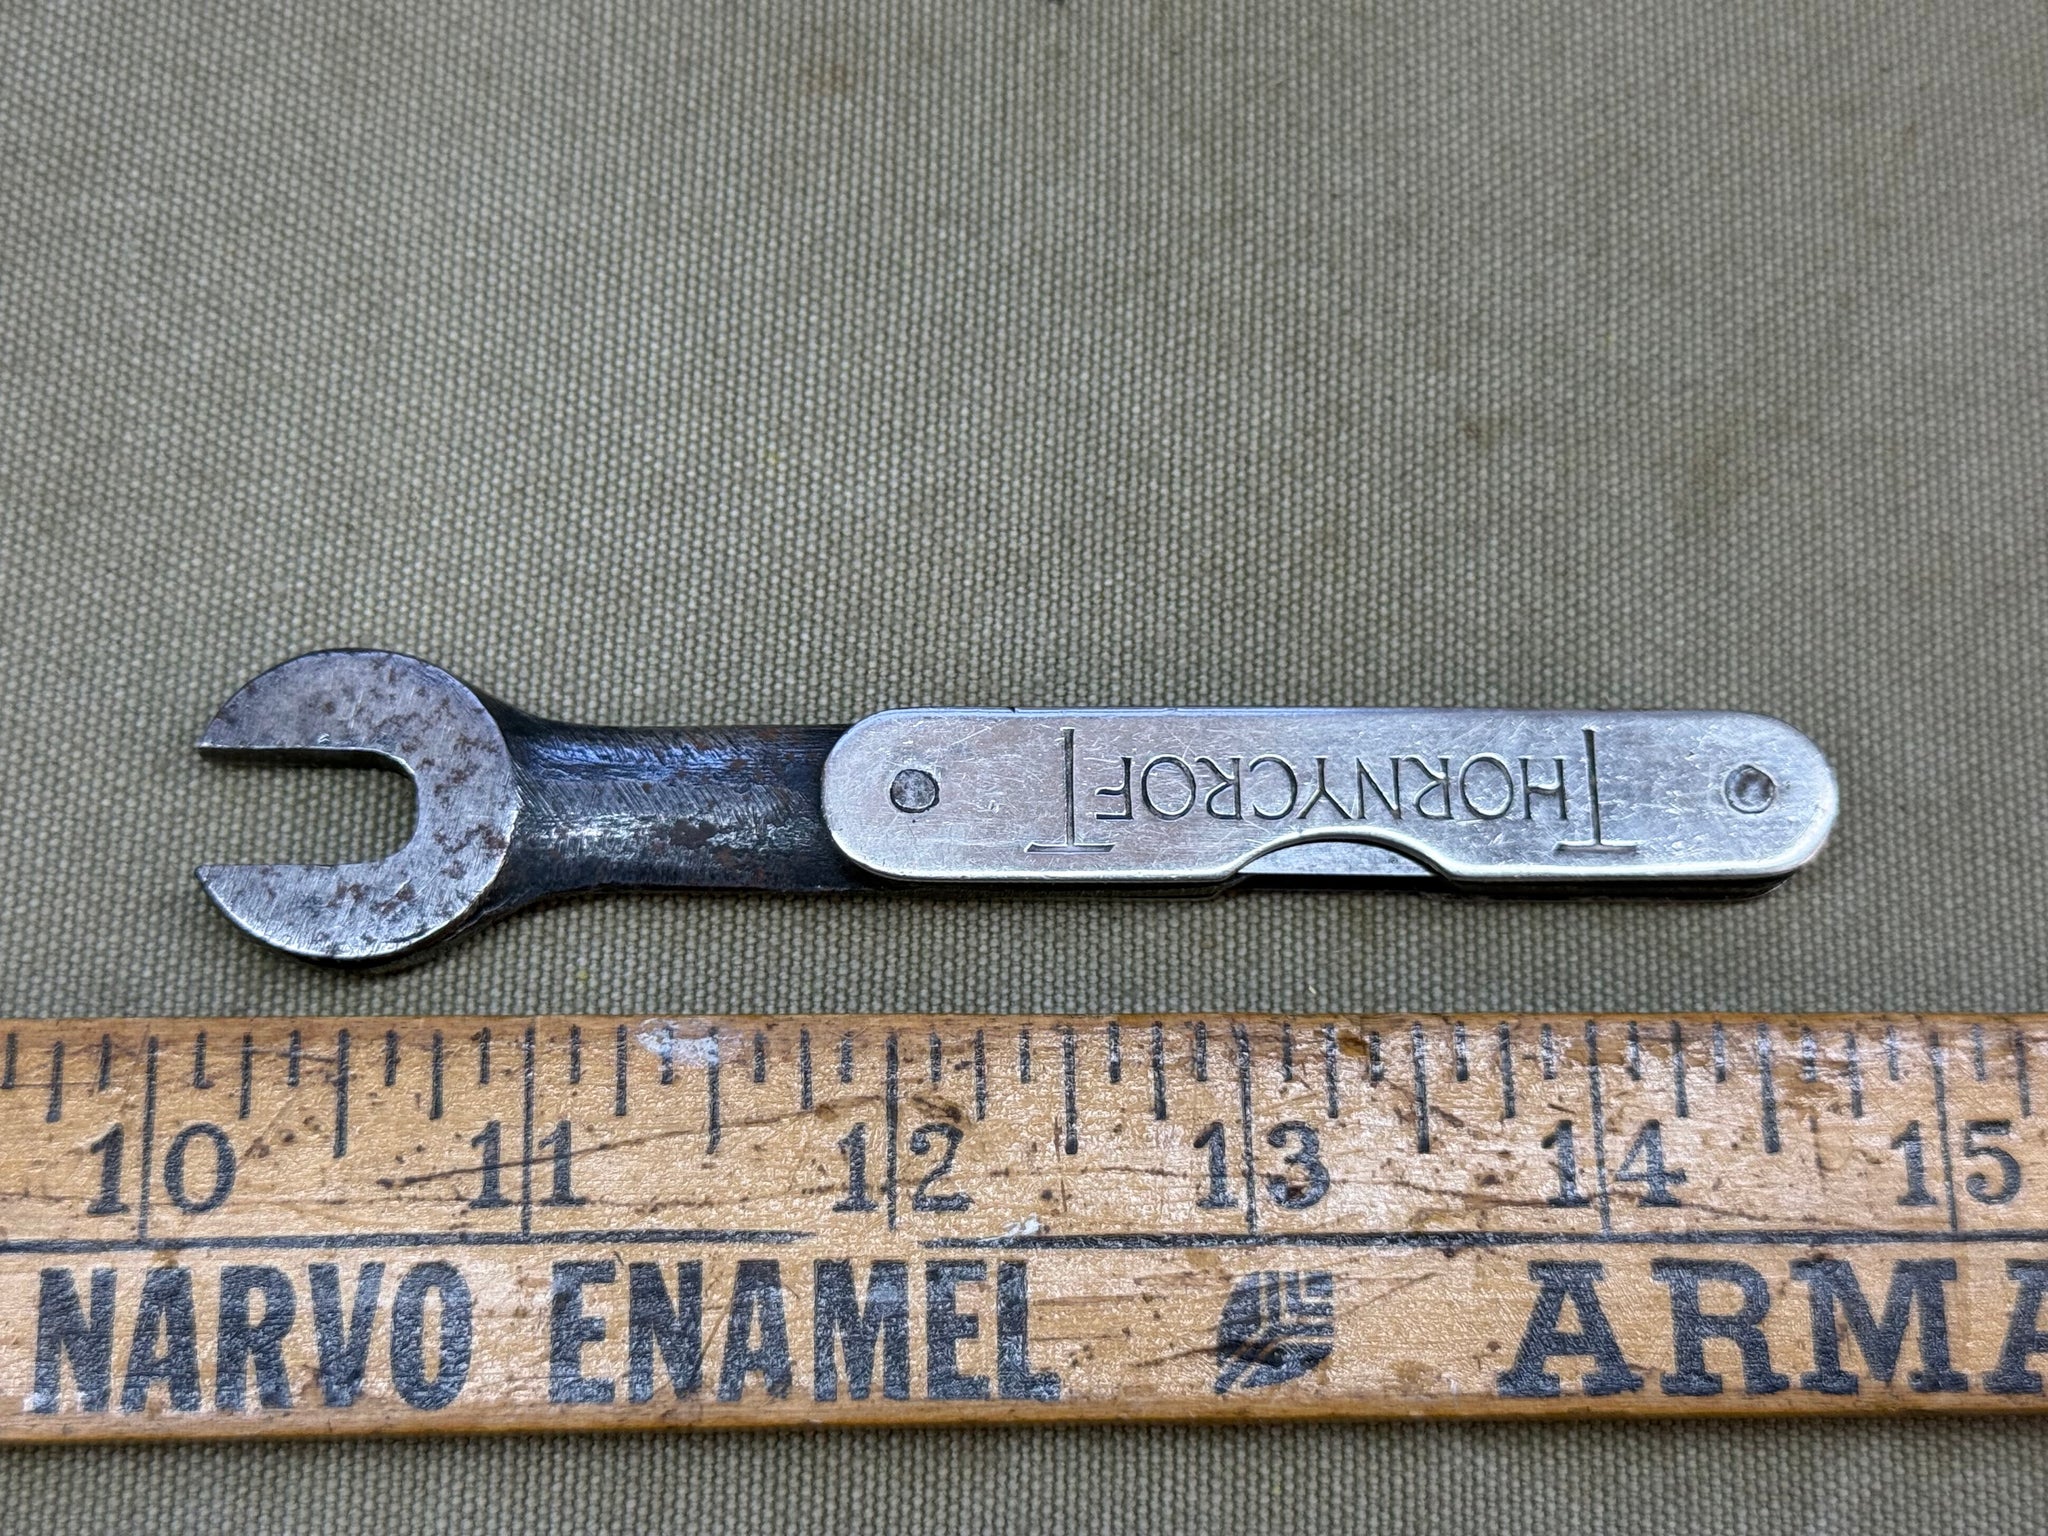 THORNYCROFT
10 11 12 13 14 15
NARVO ENAMEL ARMA